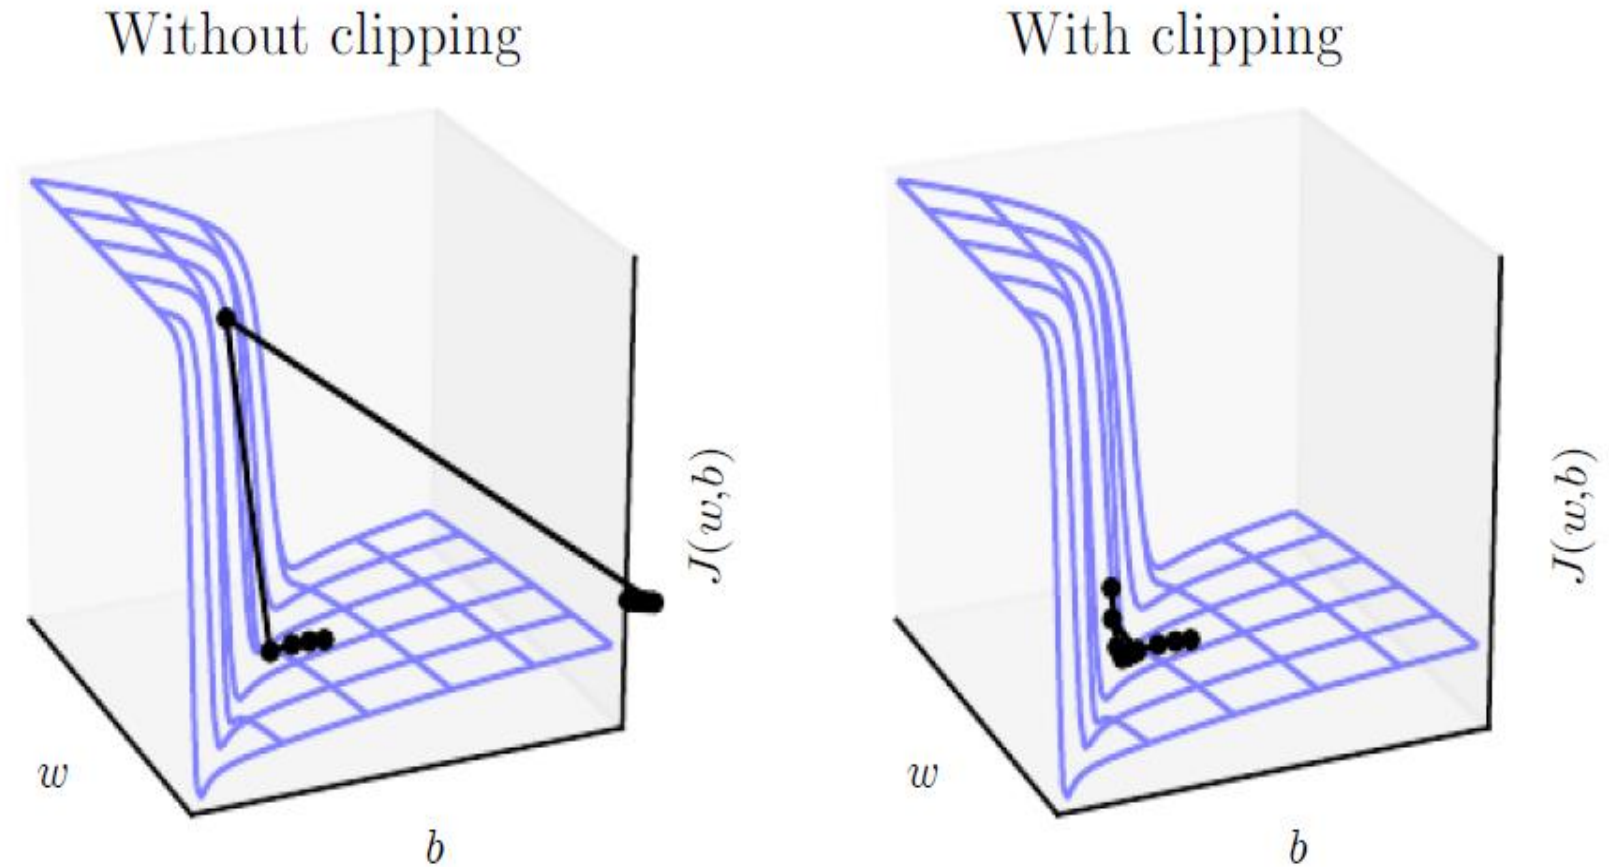 Without clipping
J(w,b)
w
b
With clipping
J(w,b)
w
b